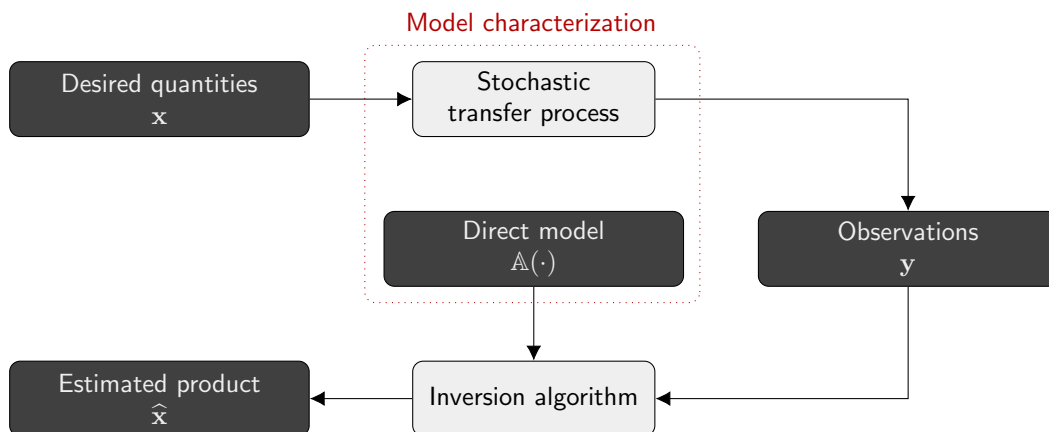 Model characterization
Desired quantities
𝐱
Stochastic
transfer process
Direct model
𝔸(·)
Observations
𝐲
Estimated product
𝐱̂
Inversion algorithm